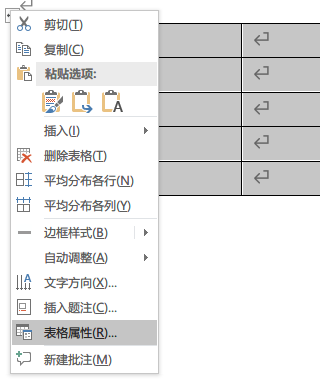 剪切(T)
复制(C)
粘贴选项:
插入(I)
删除表格(T)
平均分布各行(N)
平均分布各列(Y)
边框样式(B)
自动调整(A)
文字方向(X)...
插入题注(C)...
表格属性(R)...
新建批注(M)